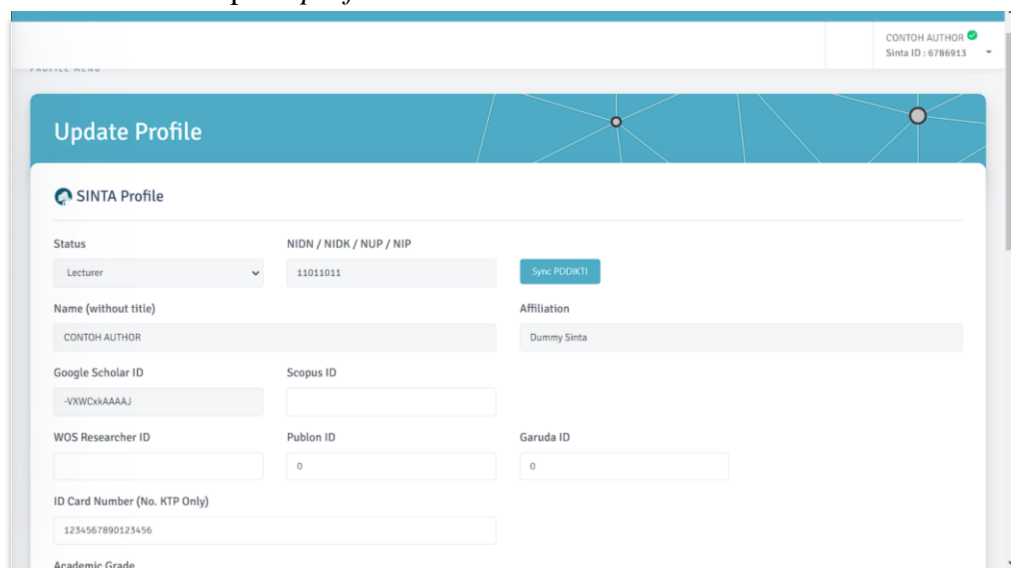 CONTOH AUTHOR
Sinta ID : 6786913
PROFILE MENU
Update Profile
SINTA Profile
Status
NIDN / NIDK / NUP / NIP
Lecturer
11011011
Sync PDDIKTI
Name (without title)
Affiliation
CONTOH AUTHOR
Dummy Sinta
Google Scholar ID
Scopus ID
-VXWCxkAAAAJ
WOS Researcher ID
Publon ID
Garuda ID
0
0
ID Card Number (No. KTP Only)
1234567890123456
Academic Grade